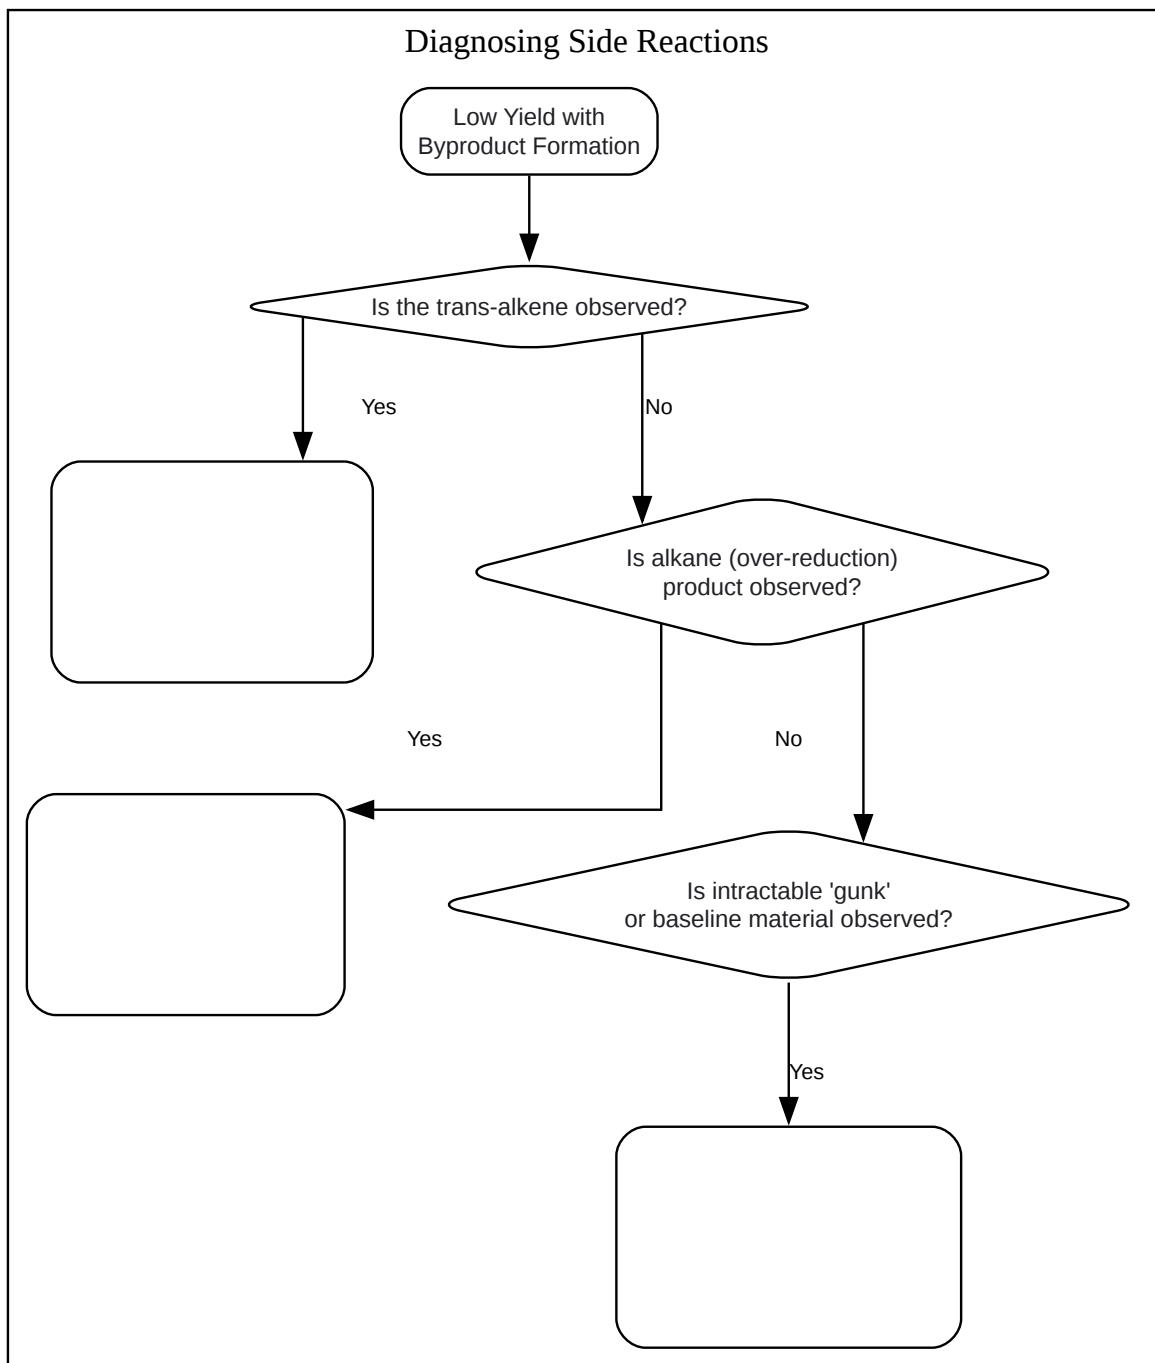 Diagnosing Side Reactions
Low Yield with
Byproduct Formation
Is the trans-alkene observed?
Yes
No
Is alkane (over-reduction)
product observed?
Yes
No
Is intractable 'gunk'
or baseline material observed?
Yes